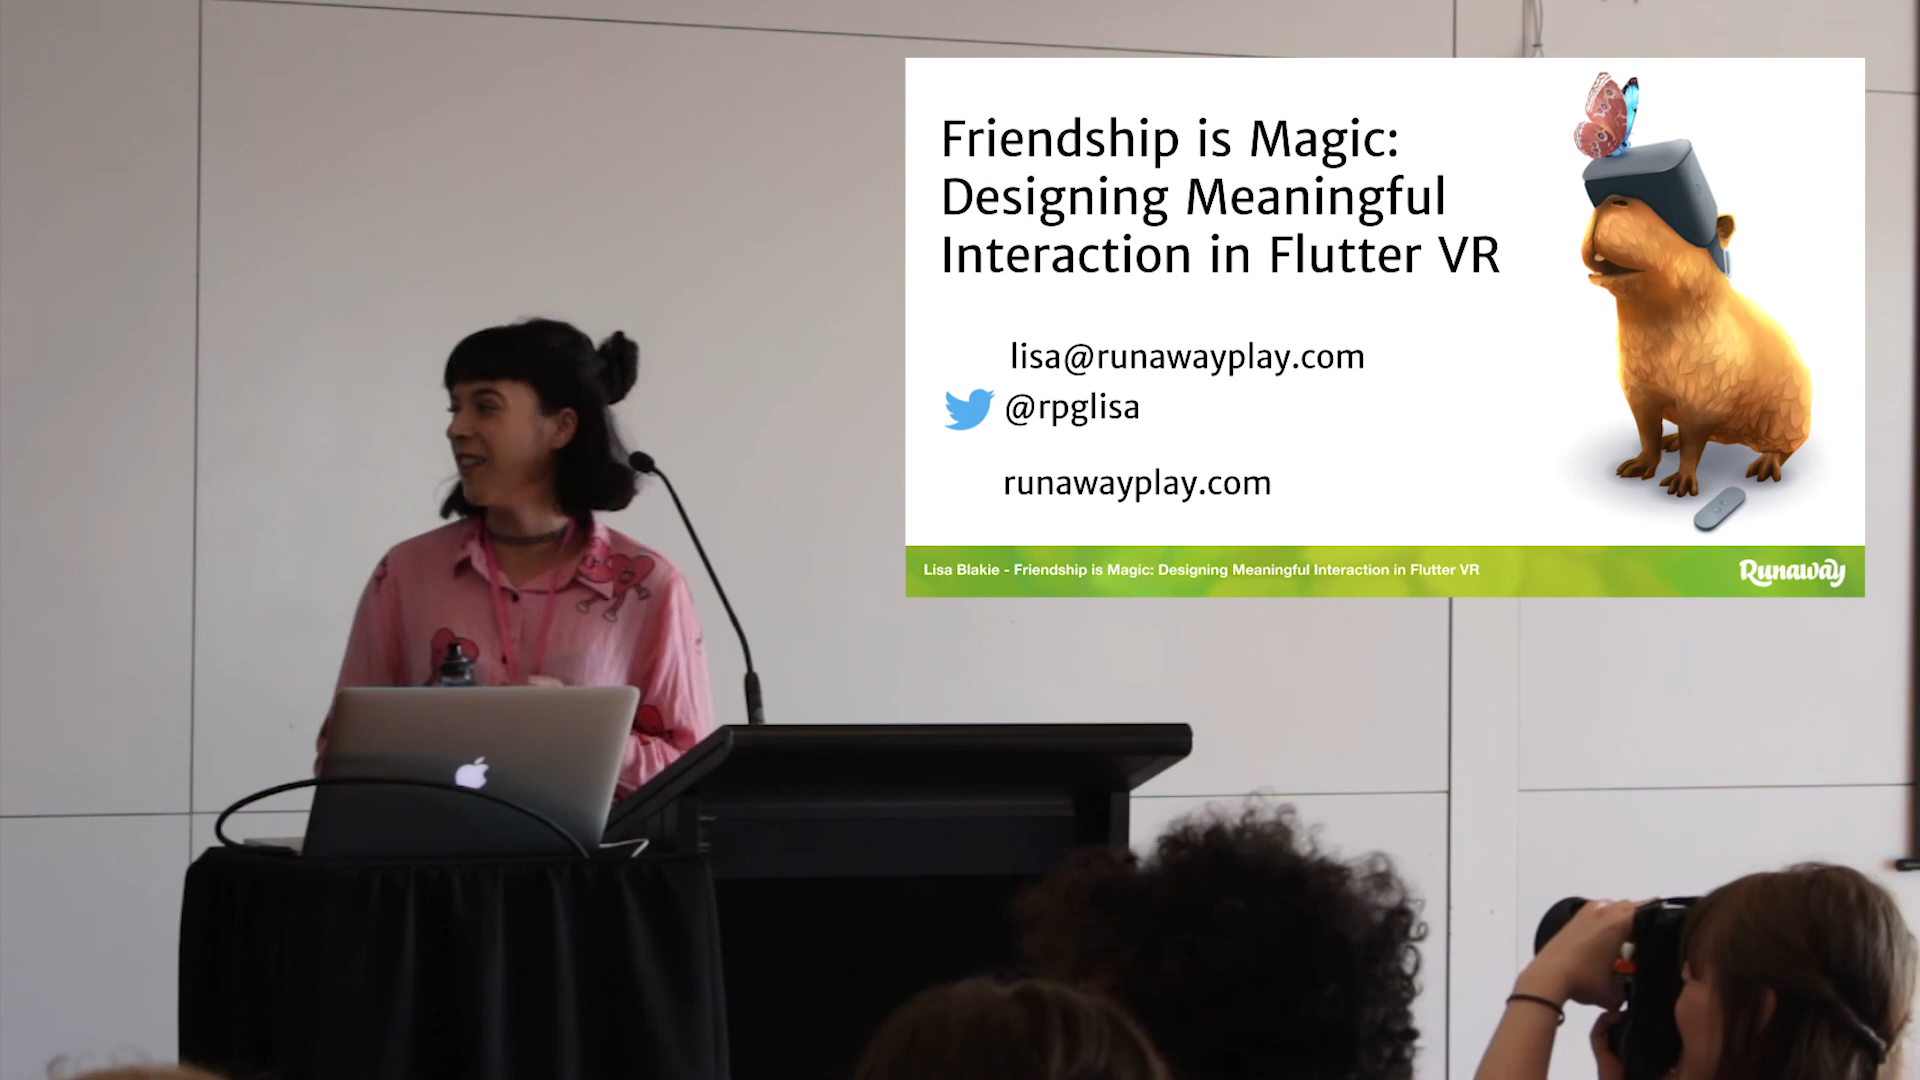 Friendship is Magic:
Designing Meaningful
Interaction in Flutter VR
lisa@runawayplay.com
@rpglisa
runawayplay.com
Lisa Blakie - Friendship is Magic: Designing Meaningful Interaction in Flutter VR
Runaway